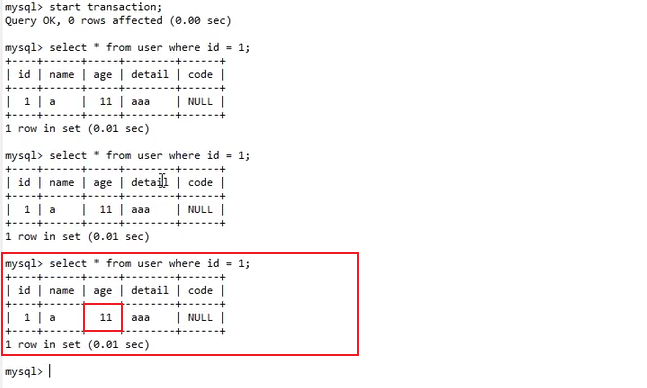 mysql> start transaction;
Query OK, 0 rows affected (0.00 sec)
mysql> select * from user where id = 1;
+----+------+-----+--------+------+
| id | name | age | detail | code |
+----+------+-----+--------+------+
| 1 | a | 11 | aaa | NULL |
+----+------+-----+--------+------+
1 row in set (0.01 sec)
mysql> select * from user where id = 1;
+----+------+-----+--------+------+
| id | name | age | detail | code |
+----+------+-----+--------+------+
| 1 | a | 11 | aaa | NULL |
+----+------+-----+--------+------+
1 row in set (0.01 sec)
mysql> select * from user where id = 1;
+----+------+-----+--------+------+
| id | name | age | detail | code |
+----+------+-----+--------+------+
| 1 | a | 11 | aaa | NULL |
+----+------+-----+--------+------+
1 row in set (0.01 sec)
mysql>